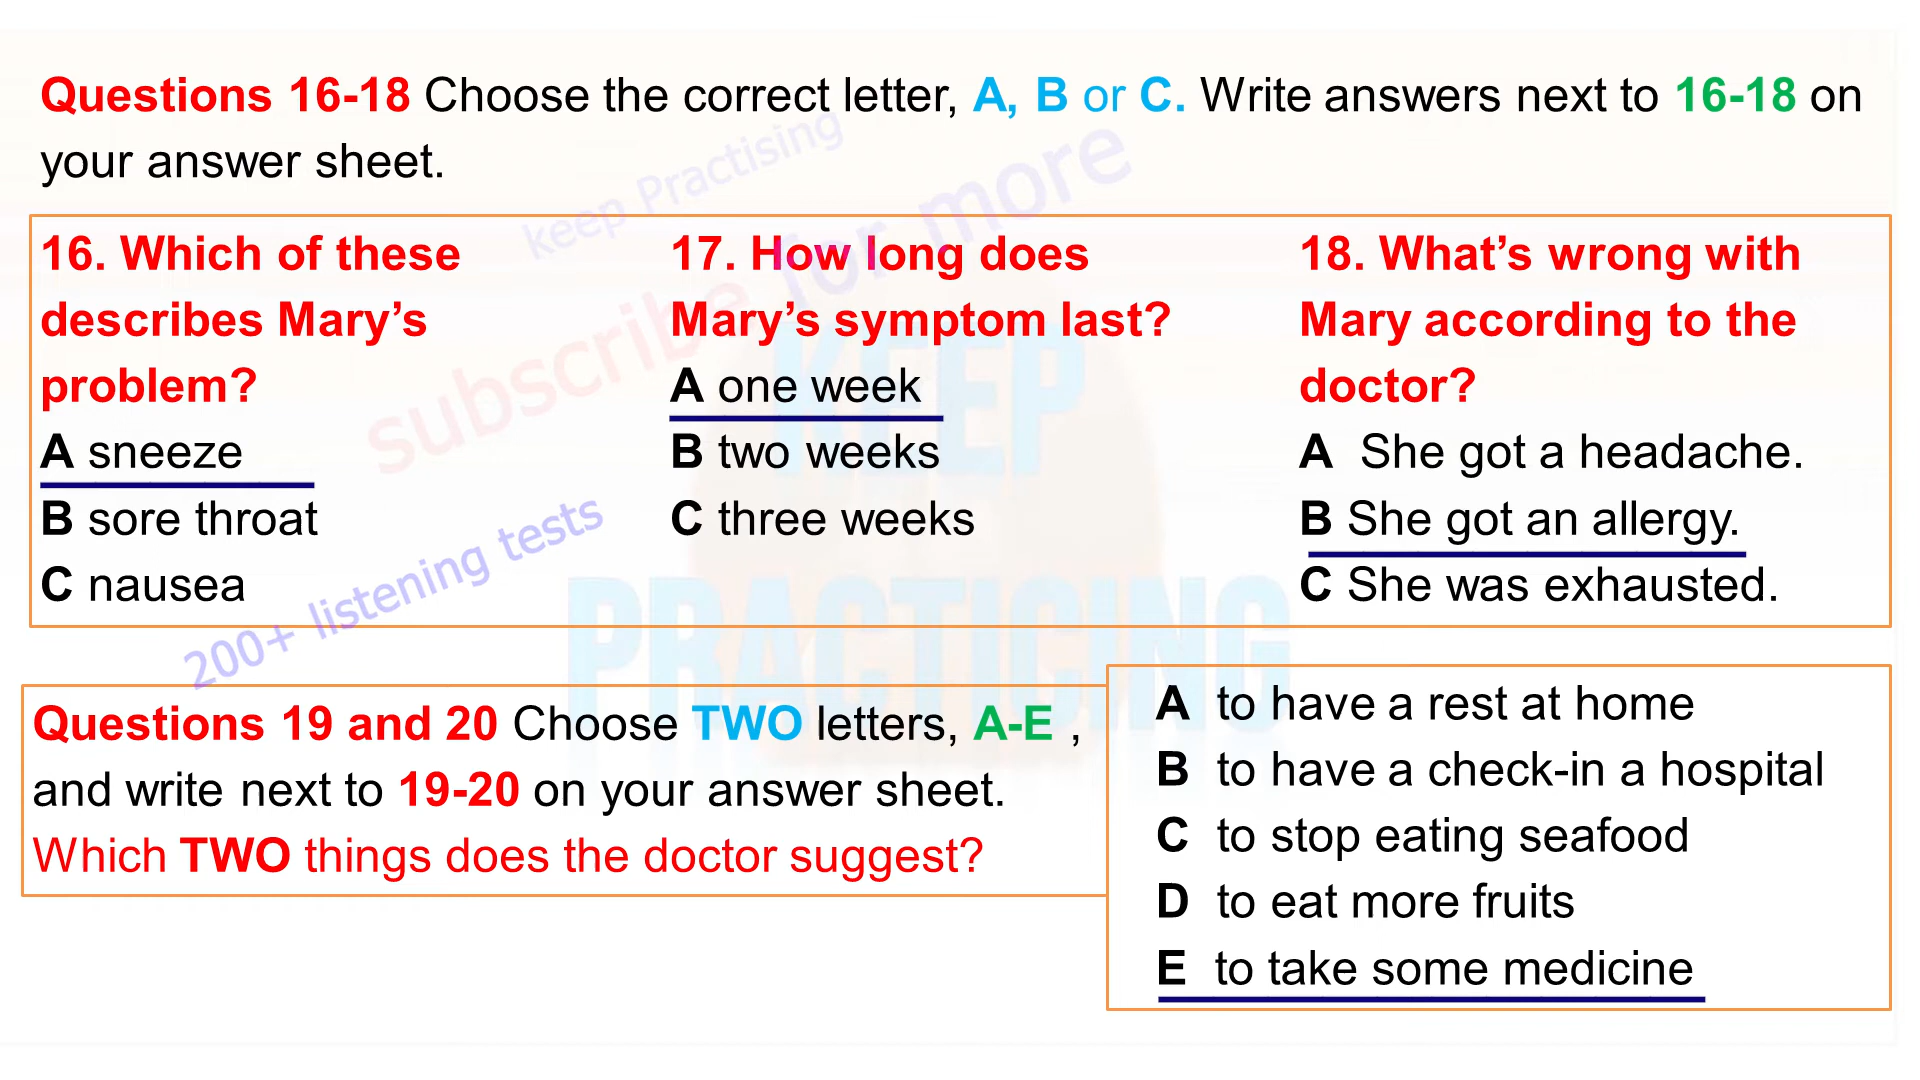 Questions 16-18 Choose the correct letter, A, B or C. Write answers next to 16-18 on
your answer sheet.
16. Which of these
describes Mary’s
problem?
A sneeze
B sore throat
C nausea
17. How long does
Mary’s symptom last?
A one week
B two weeks
C three weeks
18. What’s wrong with
Mary according to the
doctor?
A She got a headache.
B She got an allergy.
C She was exhausted.
Questions 19 and 20 Choose TWO letters, A-E ,
and write next to 19-20 on your answer sheet.
Which TWO things does the doctor suggest?
A to have a rest at home
B to have a check-in a hospital
C to stop eating seafood
D to eat more fruits
E to take some medicine
keep Practising
subscribe for more
200+ listening tests
KEEP
PRACTICING